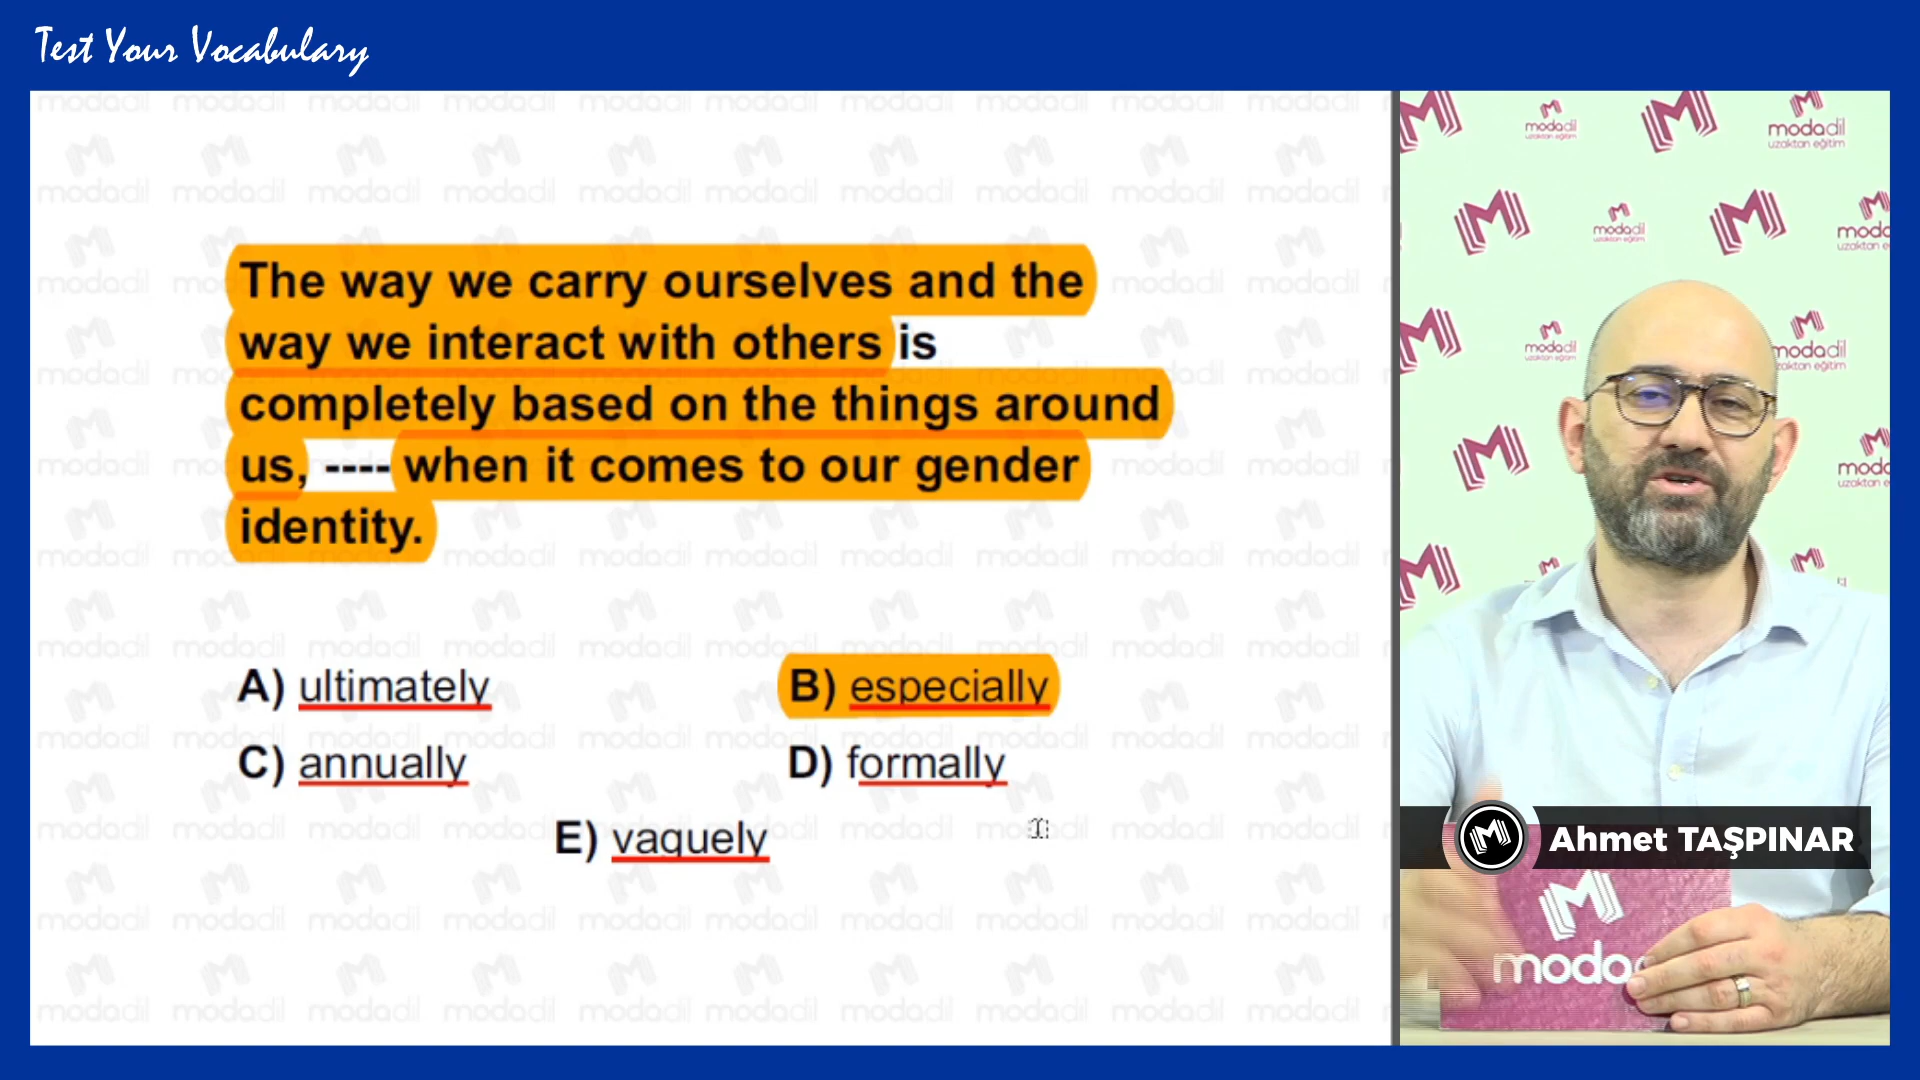 Test Your Vocabulary
The way we carry ourselves and the
way we interact with others is
completely based on the things around
us, ---- when it comes to our gender
identity.
A) ultimately
B) especially
C) annually
D) formally
E) vaguely
modadil
uzaktan eğitim
Ahmet TAŞPINAR
moda